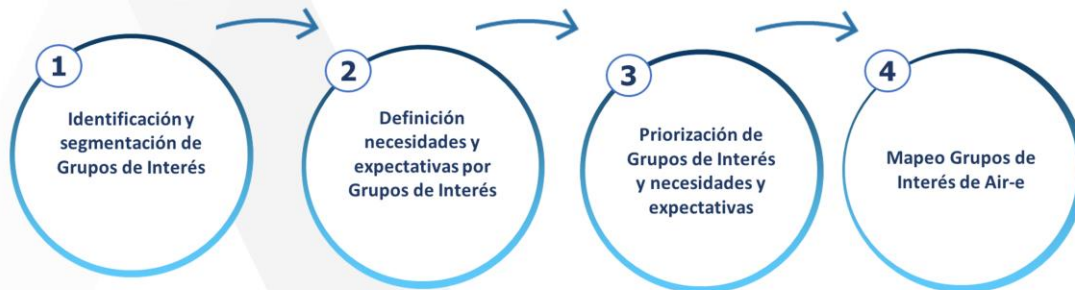 1
Identificación y
segmentación de
Grupos de Interés
2
Definición
necesidades y
expectativas por
Grupos de Interés
3
Priorización de
Grupos de Interés
y necesidades y
expectativas
4
Mapeo Grupos de
Interés de Air-e